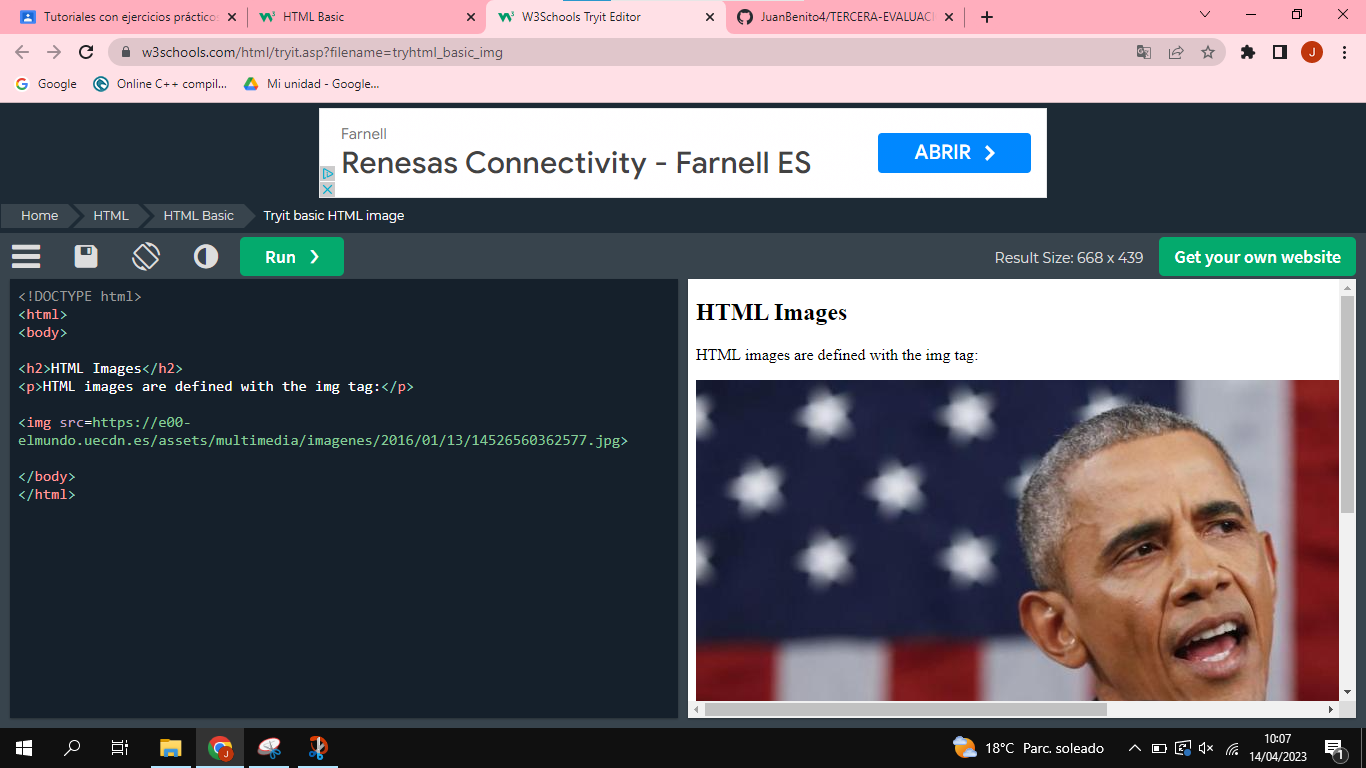 Tutoriales con ejercicios práctico
HTML Basic
W3Schools Tryit Editor
JuanBenito4/TERCERA-EVALUAC
J
w3schools.com/html/tryit.asp?filename=tryhtml_basic_img
Google
Online C++ compil...
Mi unidad - Google...
Farnell
Renesas Connectivity - Farnell ES
ABRIR
Home
HTML
HTML Basic
Tryit basic HTML image
Run ❯
Result Size: 668 x 439
Get your own website
<!DOCTYPE html>
<html>
<body>
<h2>HTML Images</h2>
<p>HTML images are defined with the img tag:</p>
<img src=https://e00-
elmundo.uecdn.es/assets/multimedia/imagenes/2016/01/13/14526560362577.jpg>
</body>
</html>
HTML Images
HTML images are defined with the img tag:
J
18°C Parc. soleado
10:07
14/04/2023
1